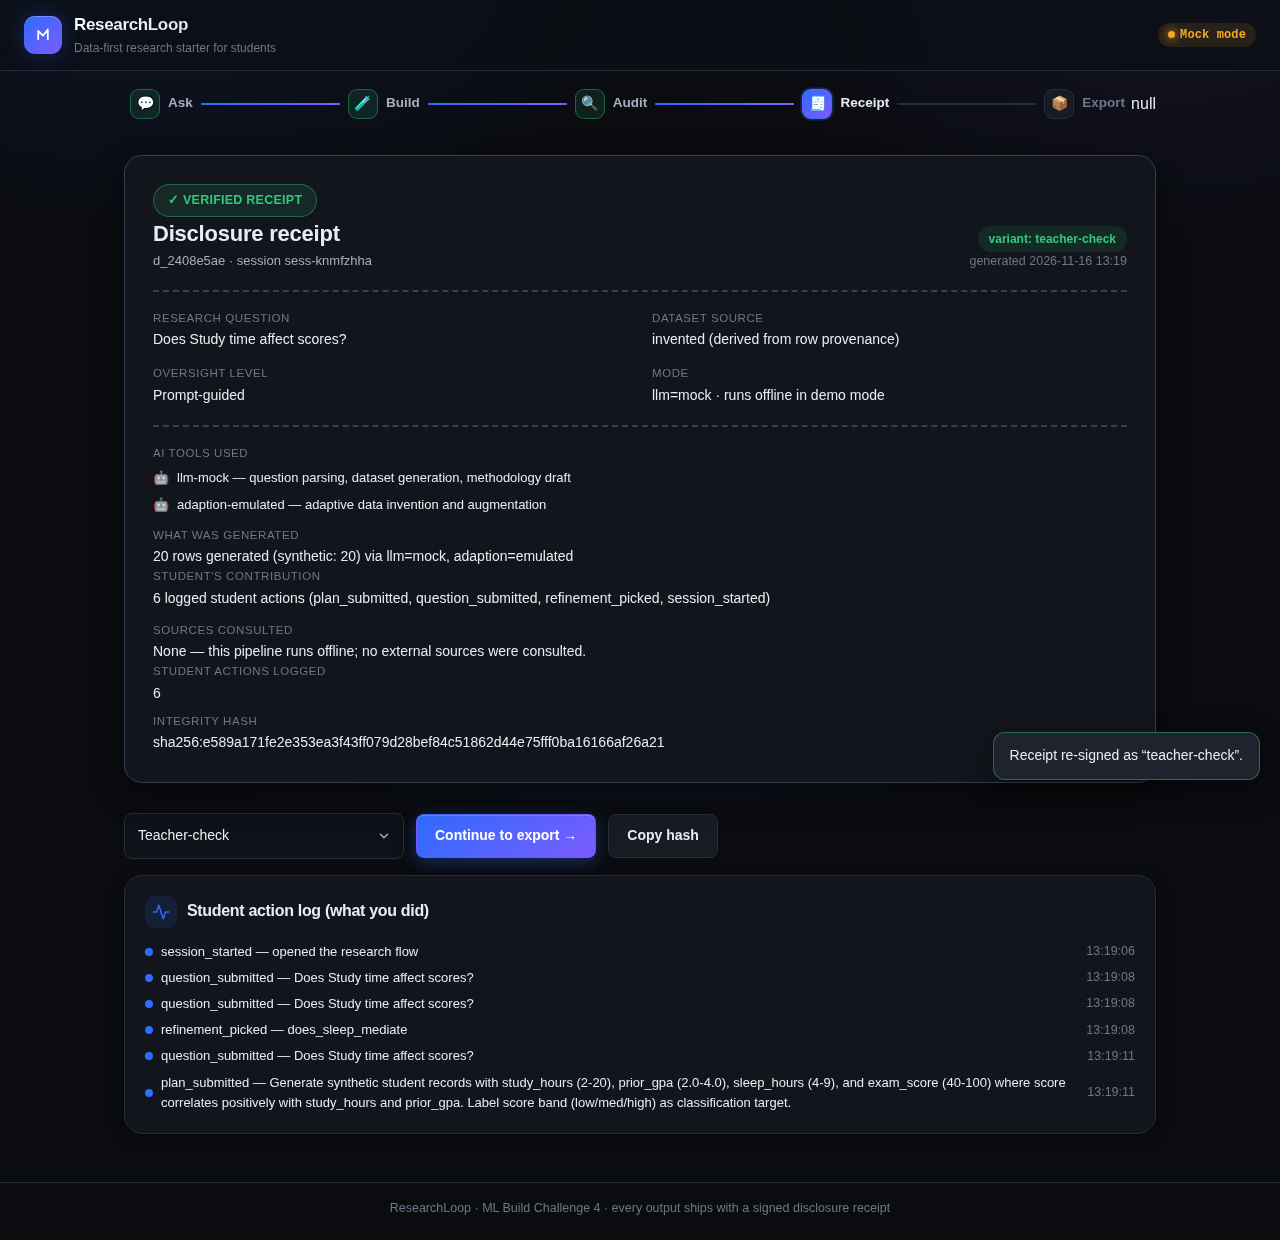 ResearchLoop
Data-first research starter for students
Mock mode
Ask
Build
Audit
Receipt
Export null
✓ VERIFIED RECEIPT
Disclosure receipt
d_2408e5ae · session sess-knmfzhha
variant: teacher-check
generated 2026-11-16 13:19
RESEARCH QUESTION
Does Study time affect scores?
DATASET SOURCE
invented (derived from row provenance)
OVERSIGHT LEVEL
Prompt-guided
MODE
llm=mock · runs offline in demo mode
AI TOOLS USED
llm-mock — question parsing, dataset generation, methodology draft
adaption-emulated — adaptive data invention and augmentation
WHAT WAS GENERATED
20 rows generated (synthetic: 20) via llm=mock, adaption=emulated
STUDENT'S CONTRIBUTION
6 logged student actions (plan_submitted, question_submitted, refinement_picked, session_started)
SOURCES CONSULTED
None — this pipeline runs offline; no external sources were consulted.
STUDENT ACTIONS LOGGED
6
INTEGRITY HASH
sha256:e589a171fe2e353ea3f43ff079d28bef84c51862d44e75fff0ba16166af26a21
Receipt re-signed as “teacher-check”.
Teacher-check
Continue to export →
Copy hash
Student action log (what you did)
session_started — opened the research flow 13:19:06
question_submitted — Does Study time affect scores? 13:19:08
question_submitted — Does Study time affect scores? 13:19:08
refinement_picked — does_sleep_mediate 13:19:08
question_submitted — Does Study time affect scores? 13:19:11
plan_submitted — Generate synthetic student records with study_hours (2-20), prior_gpa (2.0-4.0), sleep_hours (4-9), and exam_score (40-100) where score
correlates positively with study_hours and prior_gpa. Label score band (low/med/high) as classification target.
13:19:11
ResearchLoop · ML Build Challenge 4 · every output ships with a signed disclosure receipt